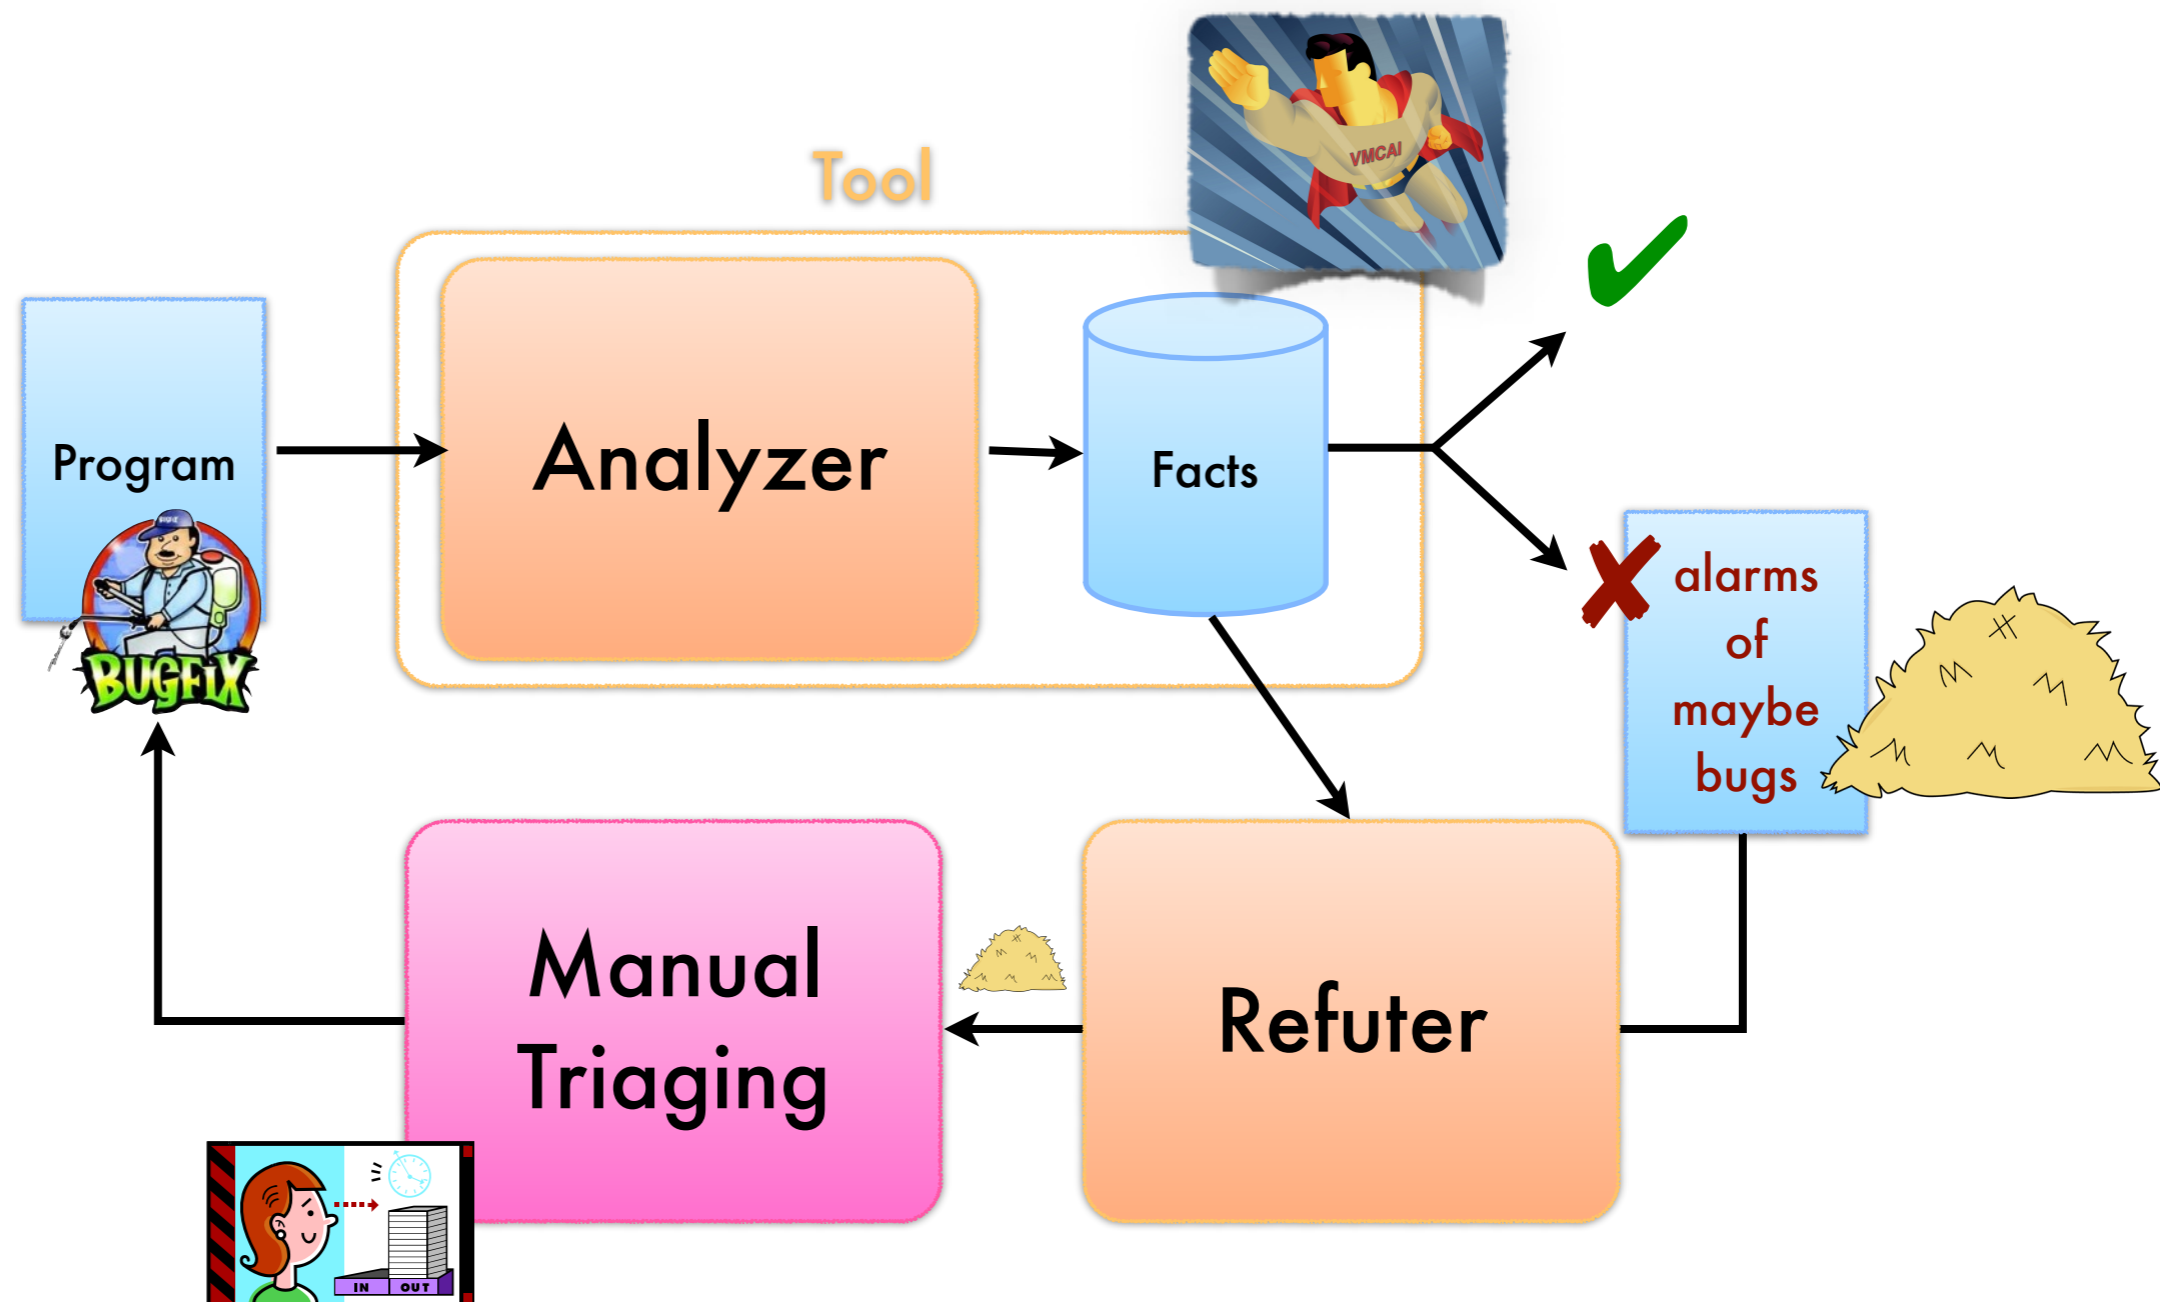 Tool
VMCAI
Program
Analyzer
Facts
alarms
of
maybe
bugs
BUGFIX
Manual
Triaging
Refuter
IN
OUT